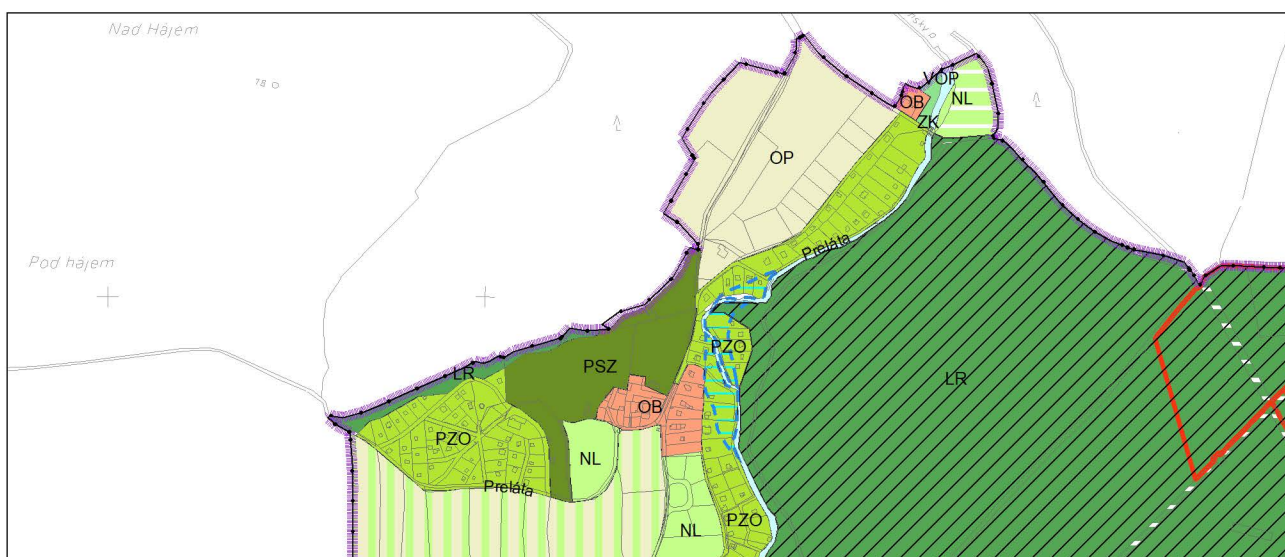 Nad Hájem
VOP
OB
NL
ZK
OP
Preláta
Pod hájem
PZO
LR
PSZ
LR
OB
PZO
NL
Preláta
NL
PZO